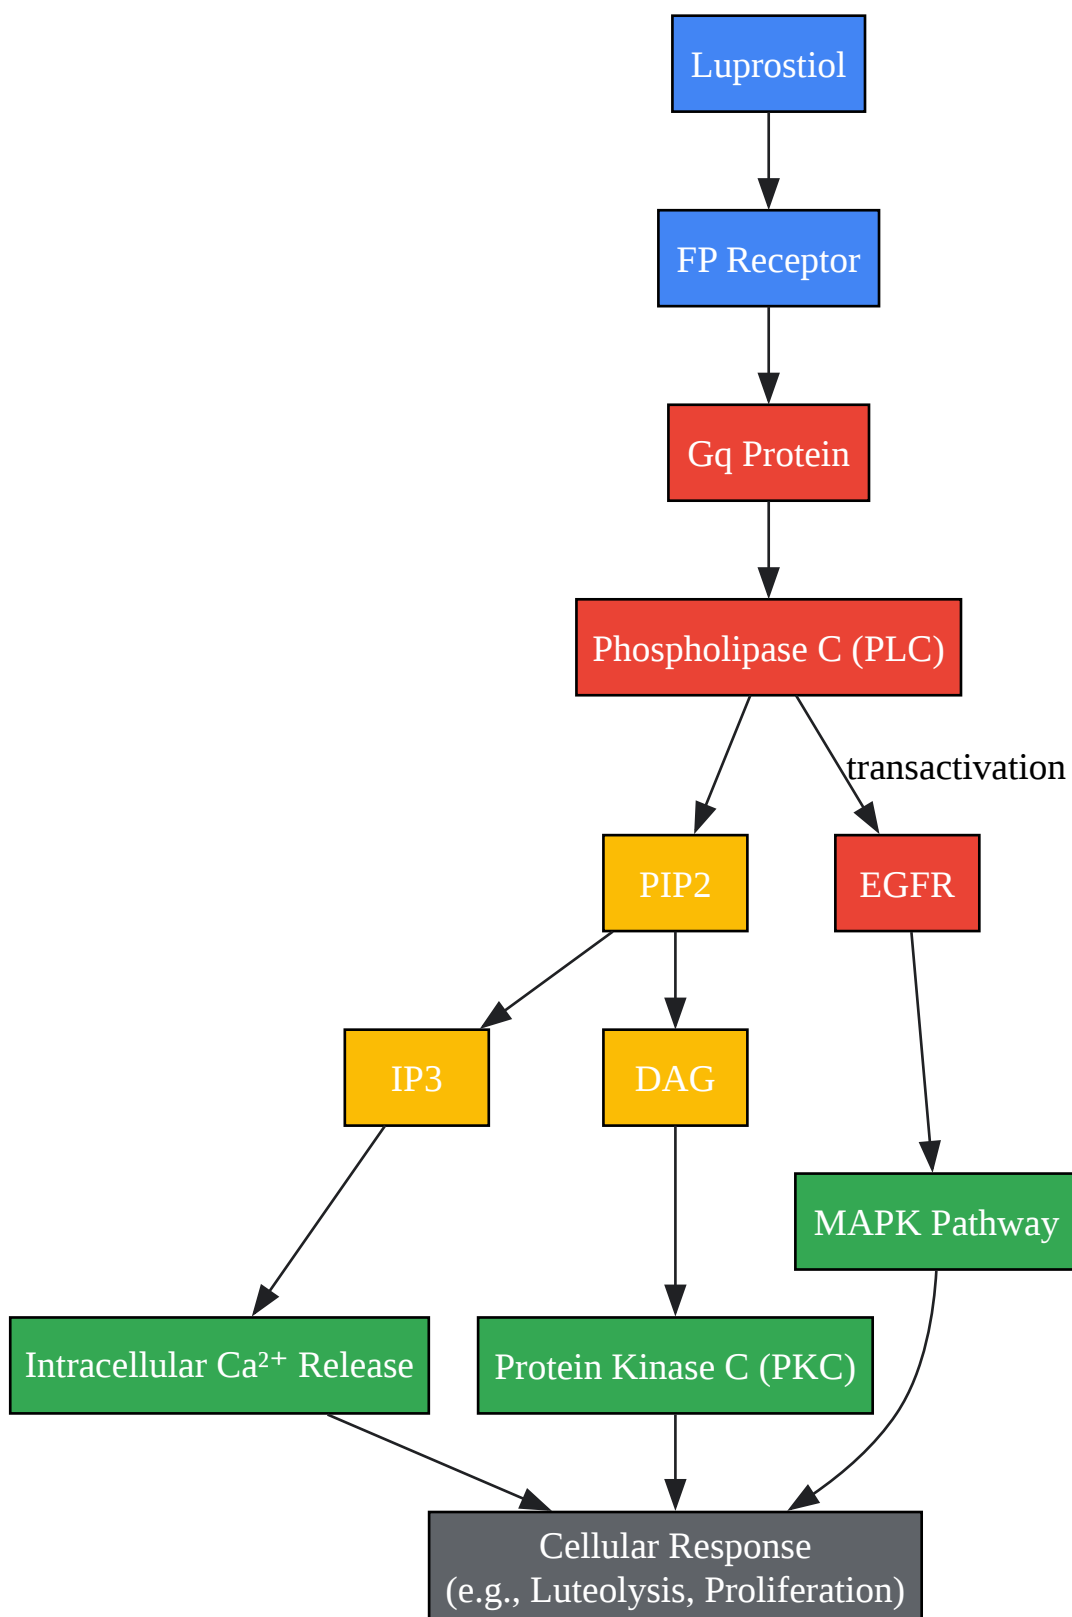 Luprostiol
FP Receptor
Gq Protein
Phospholipase C (PLC)
transactivation
PIP2
EGFR
IP3
DAG
MAPK Pathway
Intracellular Ca²⁺ Release
Protein Kinase C (PKC)
Cellular Response
(e.g., Luteolysis, Proliferation)